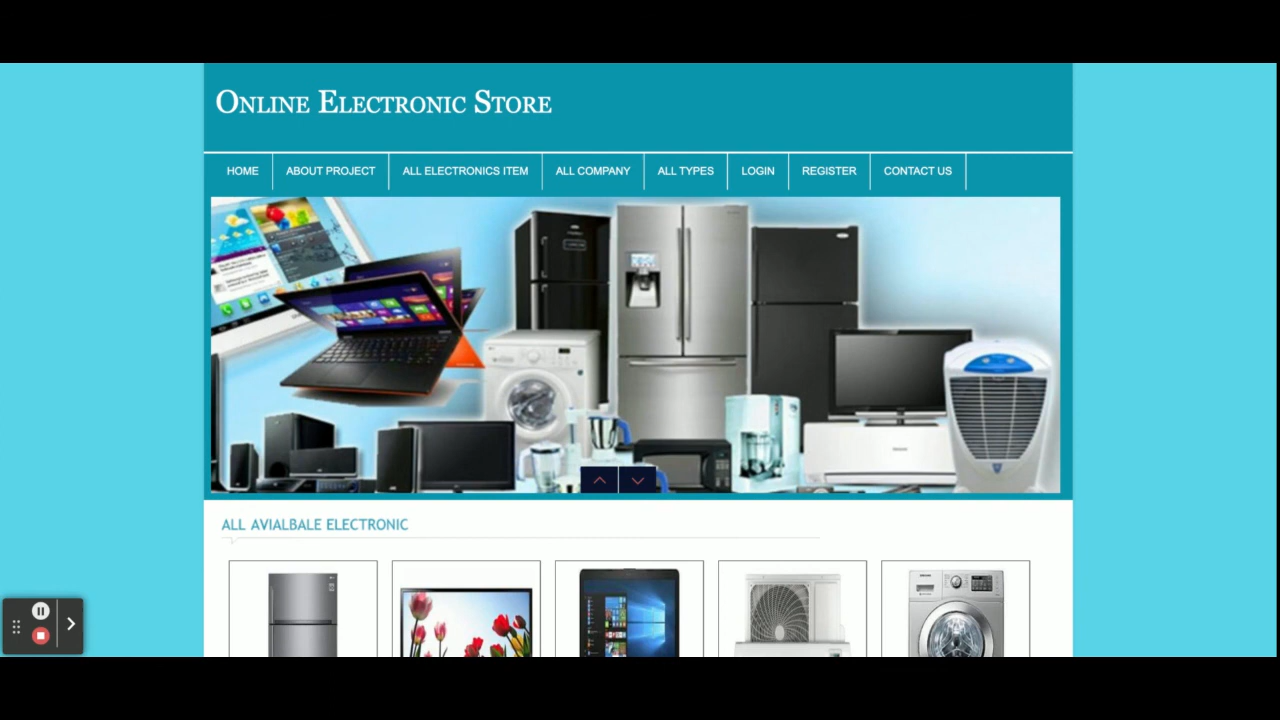 Online Electronic Store
HOME
ABOUT PROJECT
ALL ELECTRONICS ITEM
ALL COMPANY
ALL TYPES
LOGIN
REGISTER
CONTACT US
ALL AVIALBALE ELECTRONIC